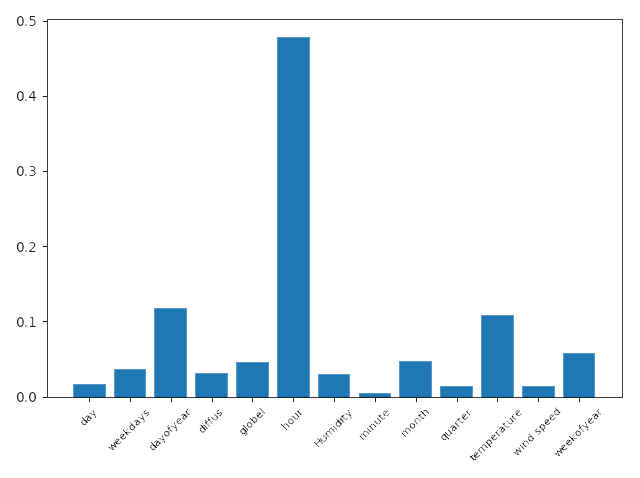 0.5
0.4
0.3
0.2
0.1
0.0
day
weekdays
dayofyear
diffus
globel
hour
Humidity
minute
month
quarter
temperature
wind speed
weekofyear